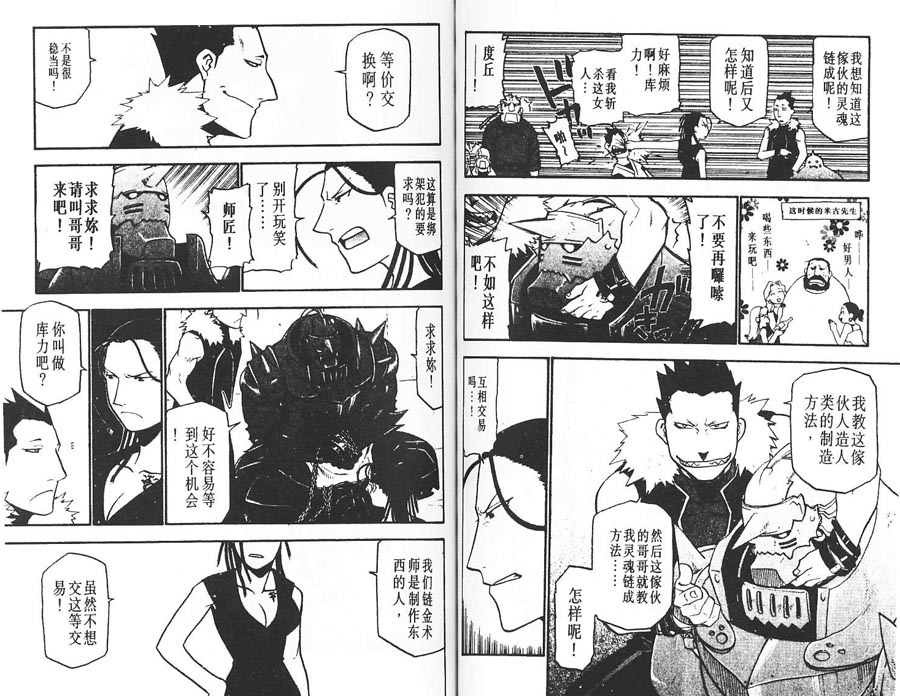 我想知道这
傢伙的灵魂
链成呢！
知道后又
怎样呢！
好麻烦
啊！库
力！
看我斩
杀这女
人！
啪！
度丘
！
这时候的米古先生
哗─
好男人
喝些东西─
来玩吧
不要再囉嗦
了！
不如这样
吧！
我教这傢
伙人造人
类的制造
方法，
然后这傢伙
的哥哥就教
我灵魂链成
方法……
怎样呢！
互相交易
吗……！
等价交
换啊？
不是很
稳当吗！
这算是绑
架犯的要
求吗？
别开玩笑
了……
师匠！
求求妳！
请叫哥哥
来吧！
求求妳！
好不容易等
到这个机会
！
你叫做
库力吧？
我们链金术
师是制作东
西的人，
虽然不想
交这等交
易！